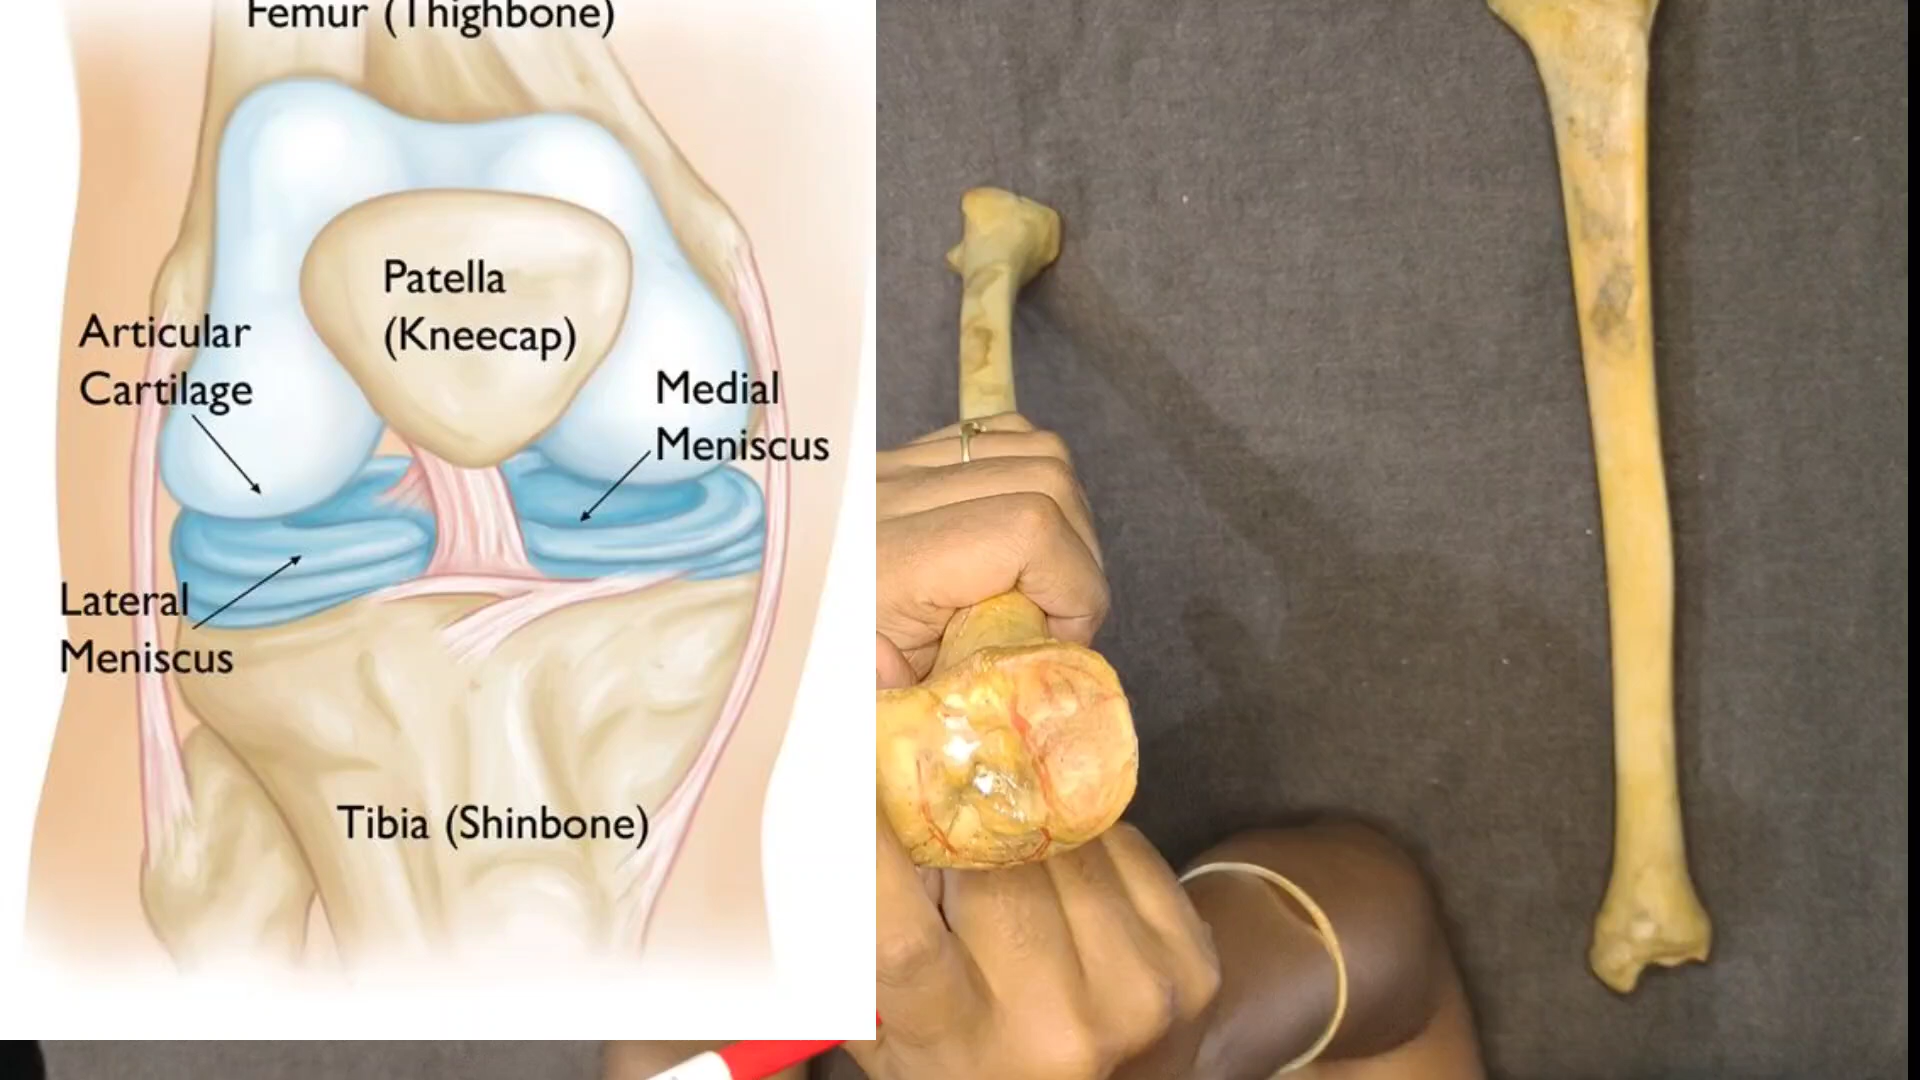 Femur (Thighbone)
Patella
(Kneecap)
Articular
Cartilage
Medial
Meniscus
Lateral
Meniscus
Tibia (Shinbone)